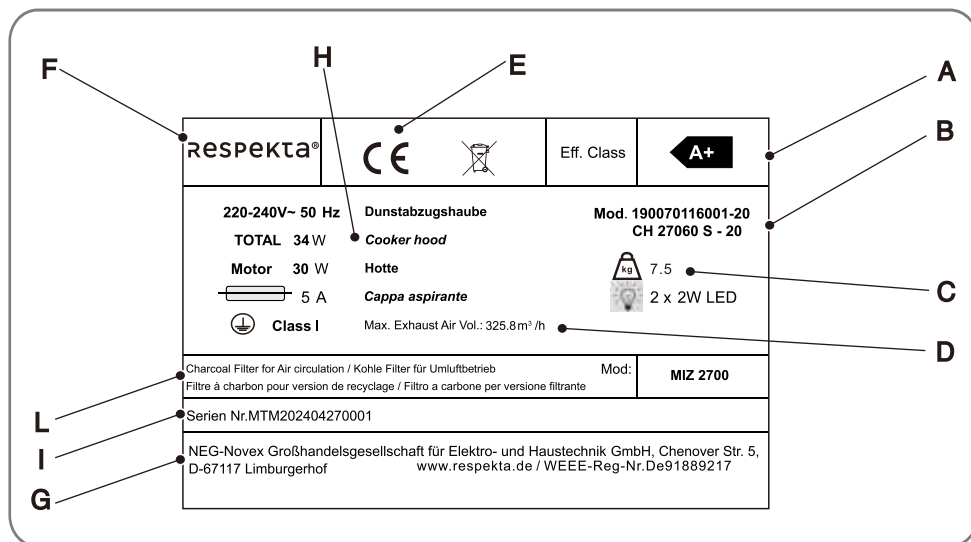 F
H
E
A
B
C
D
L
I
G
ReSPeKta®
CE
Eff. Class
A+
220-240V~ 50 Hz
TOTAL 34 W
Motor 30 W
5 A
Class I
Dunstabzugshaube
Cooker hood
Hotte
Cappa aspirante
Max. Exhaust Air Vol.: 325.8m³ /h
Mod. 190070116001-20
CH 27060 S - 20
kg 7.5
2 x 2W LED
Charcoal Filter for Air circulation / Kohle Filter für Umluftbetrieb
Filtre à charbon pour version de recyclage / Filtro a carbone per versione filtrante
Mod:
MIZ 2700
Serien Nr.MTM202404270001
NEG-Novex Großhandelsgesellschaft für Elektro- und Haustechnik GmbH, Chenover Str. 5,
D-67117 Limburgerhof www.respekta.de / WEEE-Reg-Nr.De91889217